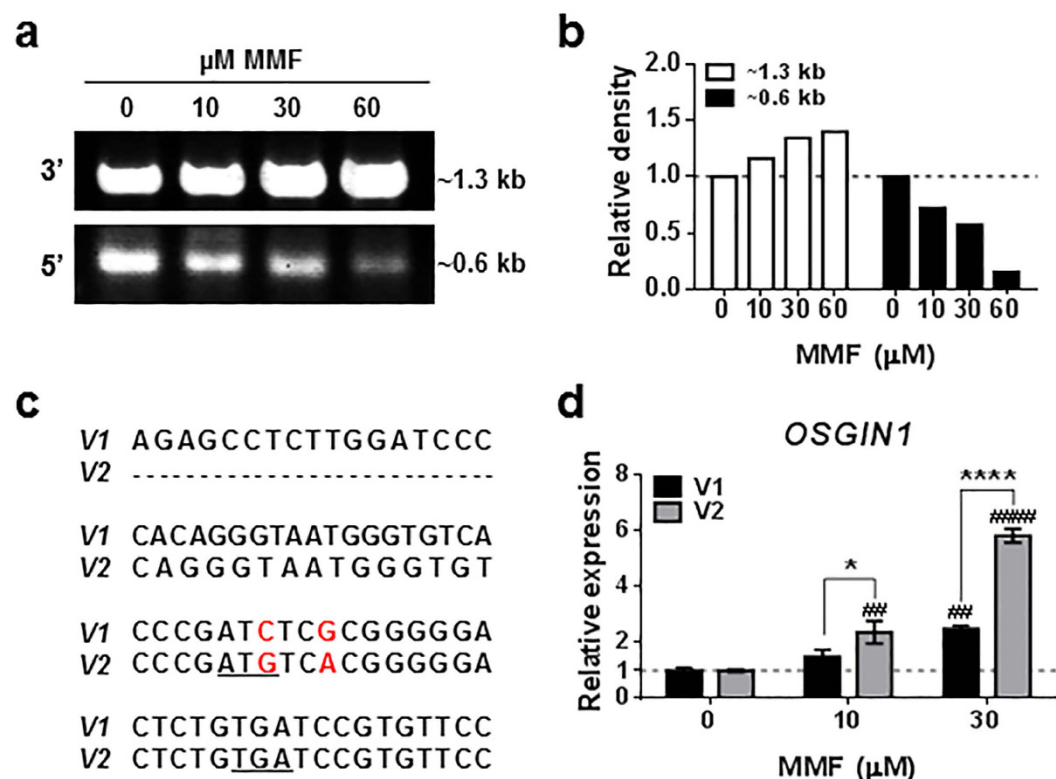 a
µM MMF
0 10 30 60
3’ ~1.3 kb
5’ ~0.6 kb
b
2.0
1.5
1.0
0.5
0.0
Relative density
~1.3 kb
~0.6 kb
0 10 30 60 0 10 30 60
MMF (µM)
c
V1 AGAGCCTCTTGGATCCC
V2 -----------------------------
V1 CACAGGGTAATGGGTGTCA
V2 CAGGGTAATGGGTGT
V1 CCCGATCTCGCGGGGGA
V2 CCCGATGTCACGGGGGA
V1 CTCTGTGATCCGTGTTCC
V2 CTCTGTGATCCGTGTTCC
d
OSGIN1
8
6
4
2
1
0
Relative expression
V1
V2
*
##
##
****
####
0 10 30
MMF (µM)